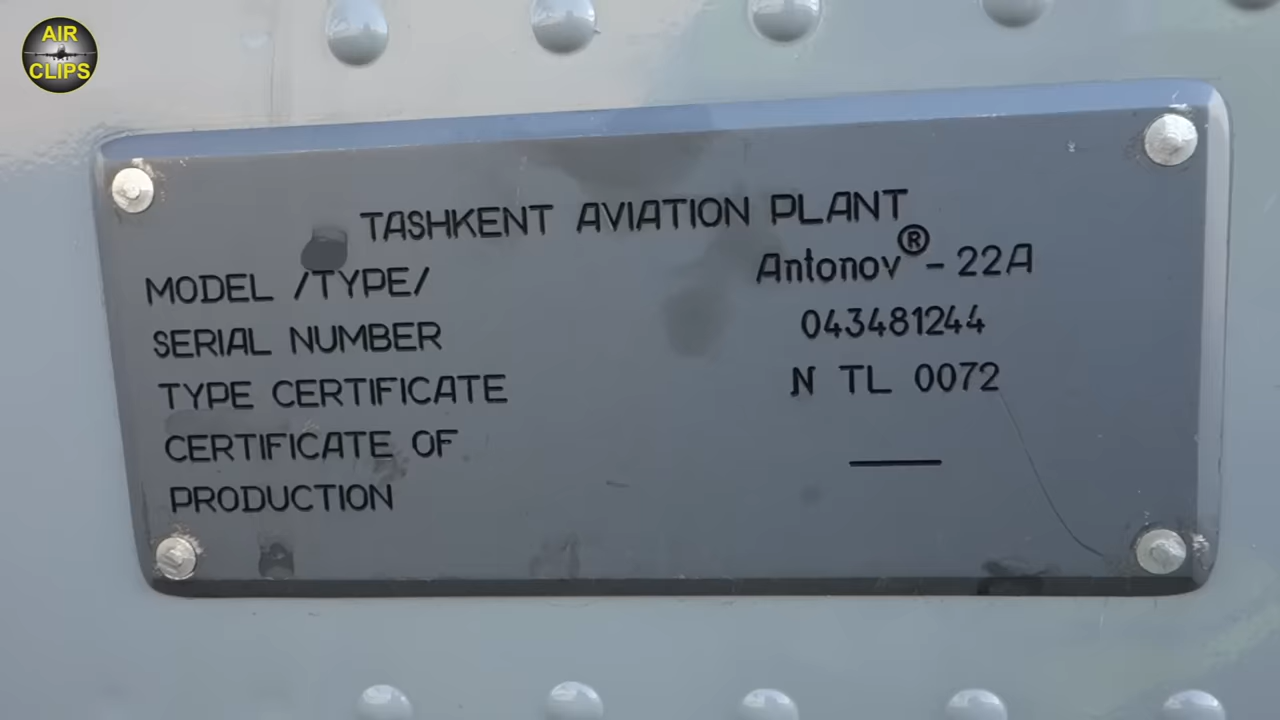 AIR
CLIPS
TASHKENT AVIATION PLANT
MODEL /TYPE/ Antonov® - 22A
SERIAL NUMBER 043481244
TYPE CERTIFICATE N TL 0072
CERTIFICATE OF
PRODUCTION —